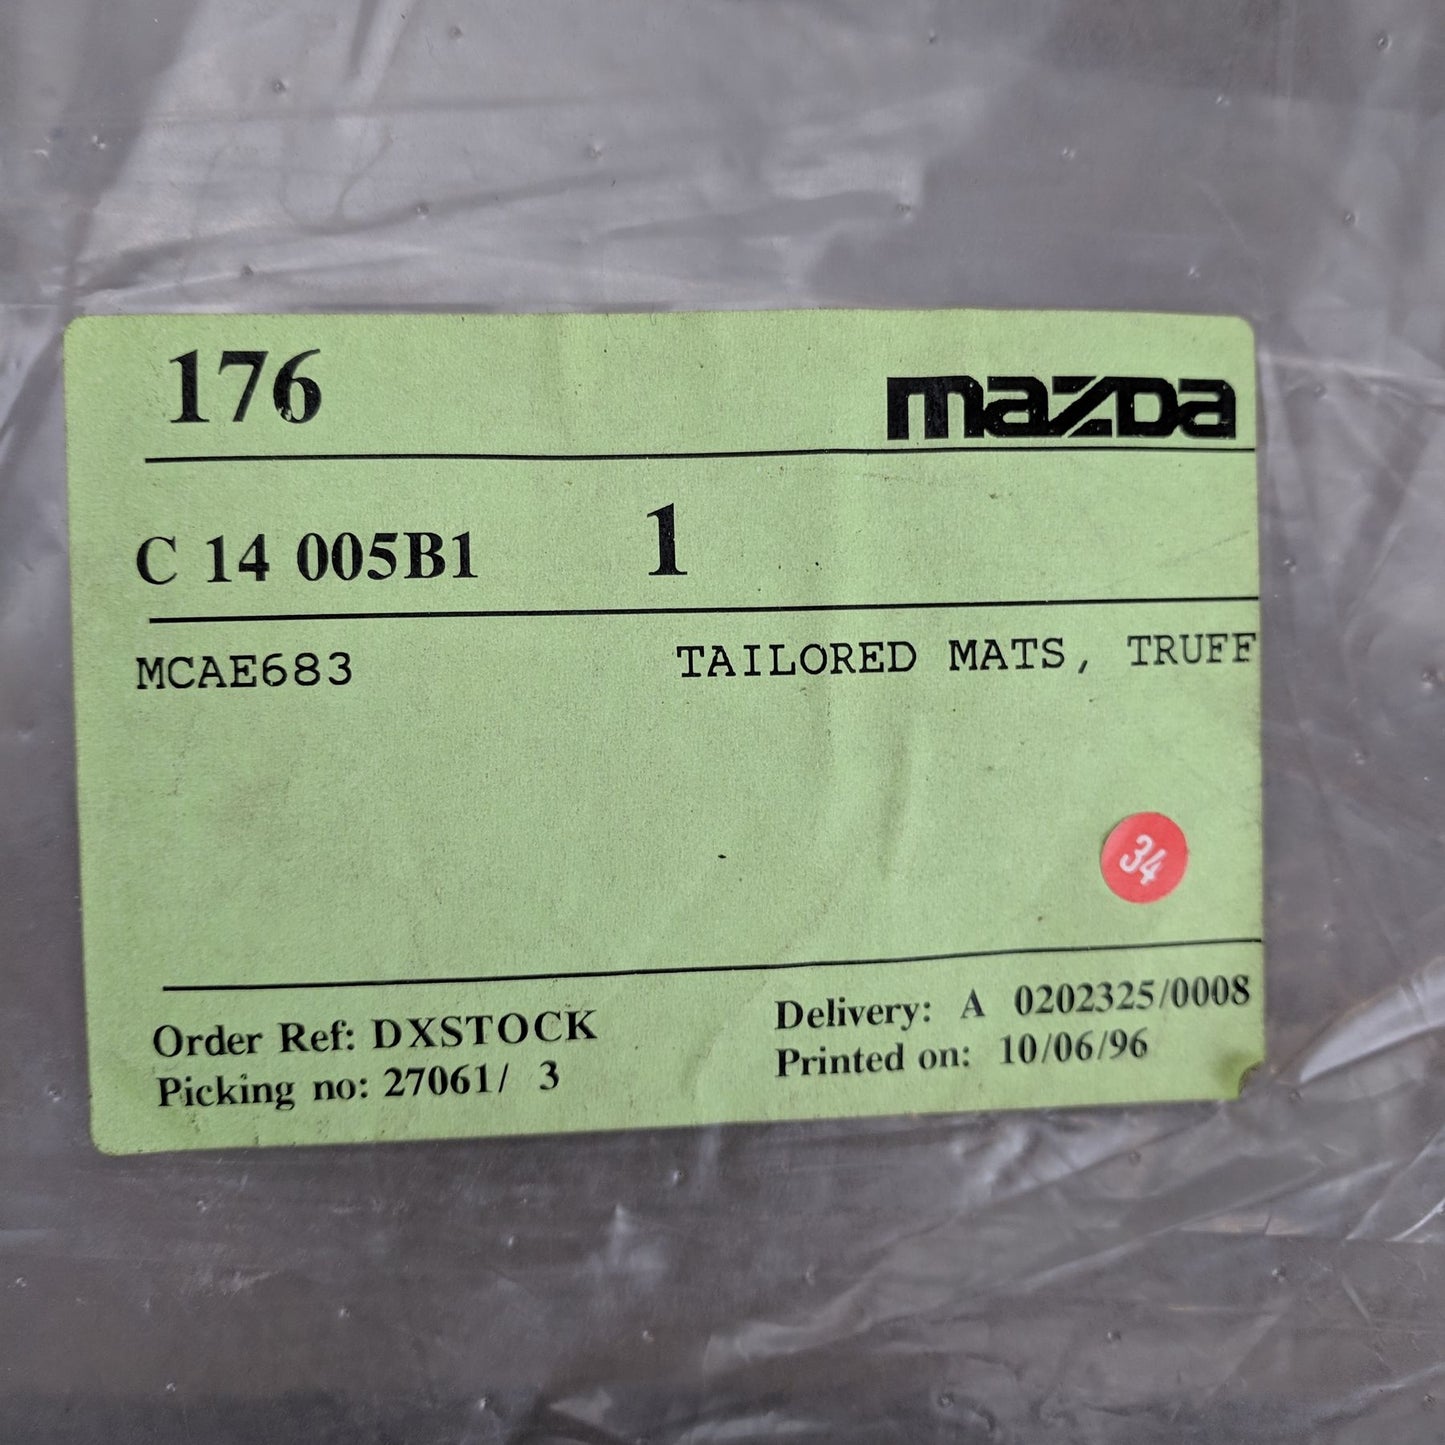 176
mazda
C 14 005B1 1
MCAE683 TAILORED MATS, TRUFF
34
Order Ref: DXSTOCK
Delivery: A 0202325/0008
Picking no: 27061/ 3
Printed on: 10/06/96